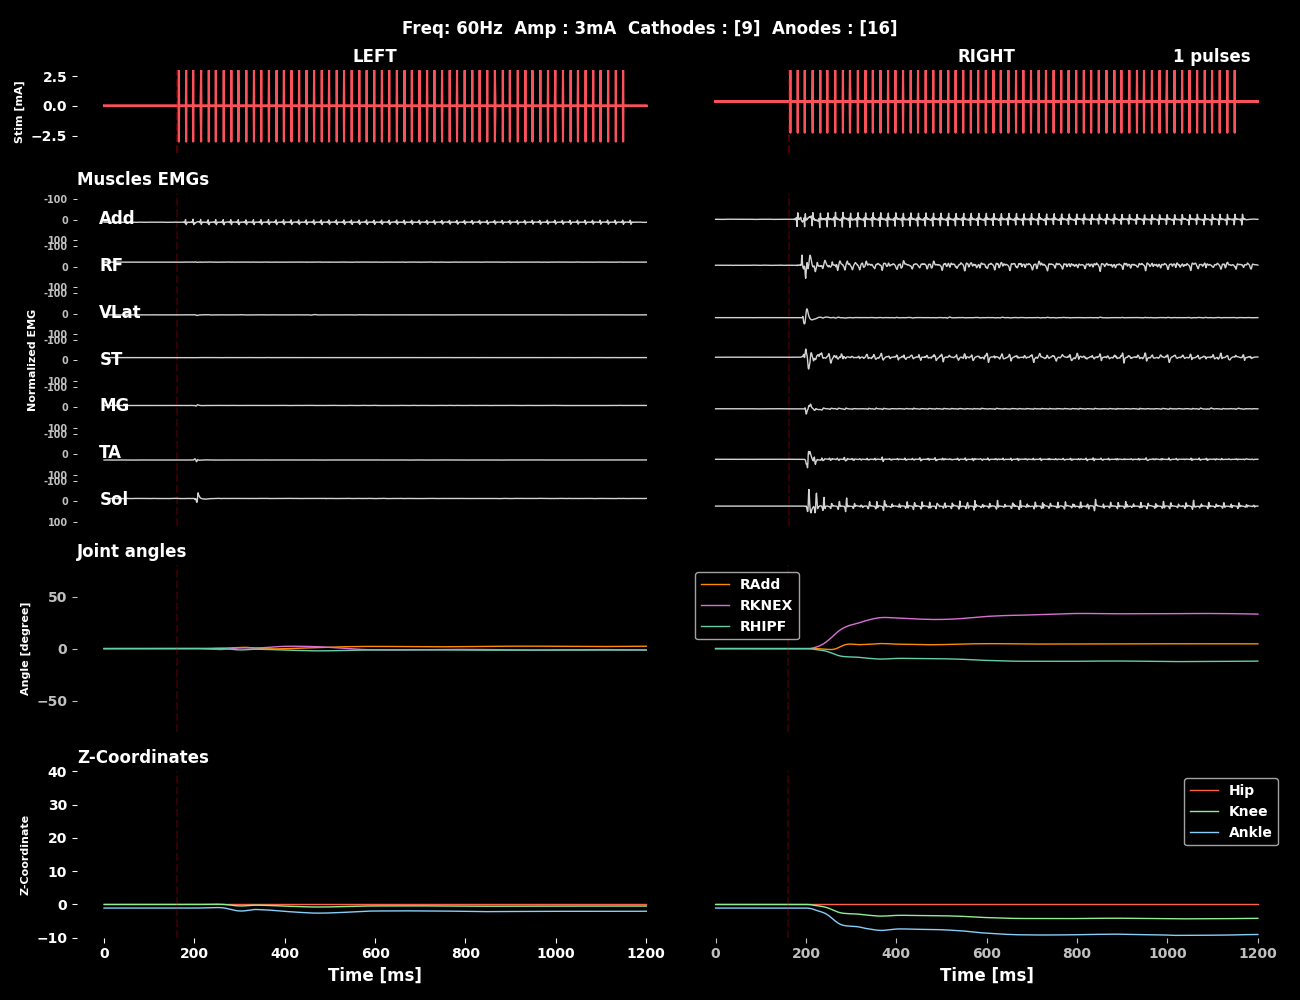 Freq: 60Hz  Amp : 3mA  Cathodes : [9]  Anodes : [16]
LEFT
RIGHT
1 pulses
Stim [mA]
2.5
0.0
−2.5
Muscles EMGs
Normalized EMG
-100
0
100
Add
-100
0
100
RF
-100
0
100
VLat
-100
0
100
ST
-100
0
100
MG
-100
0
100
TA
-100
0
100
Sol
Joint angles
Angle [degree]
50
0
−50
RAdd
RKNEX
RHIPF
Z-Coordinates
Z-Coordinate
40
30
20
10
0
−10
Hip
Knee
Ankle
0 200 400 600 800 1000 1200
Time [ms]
0 200 400 600 800 1000 1200
Time [ms]